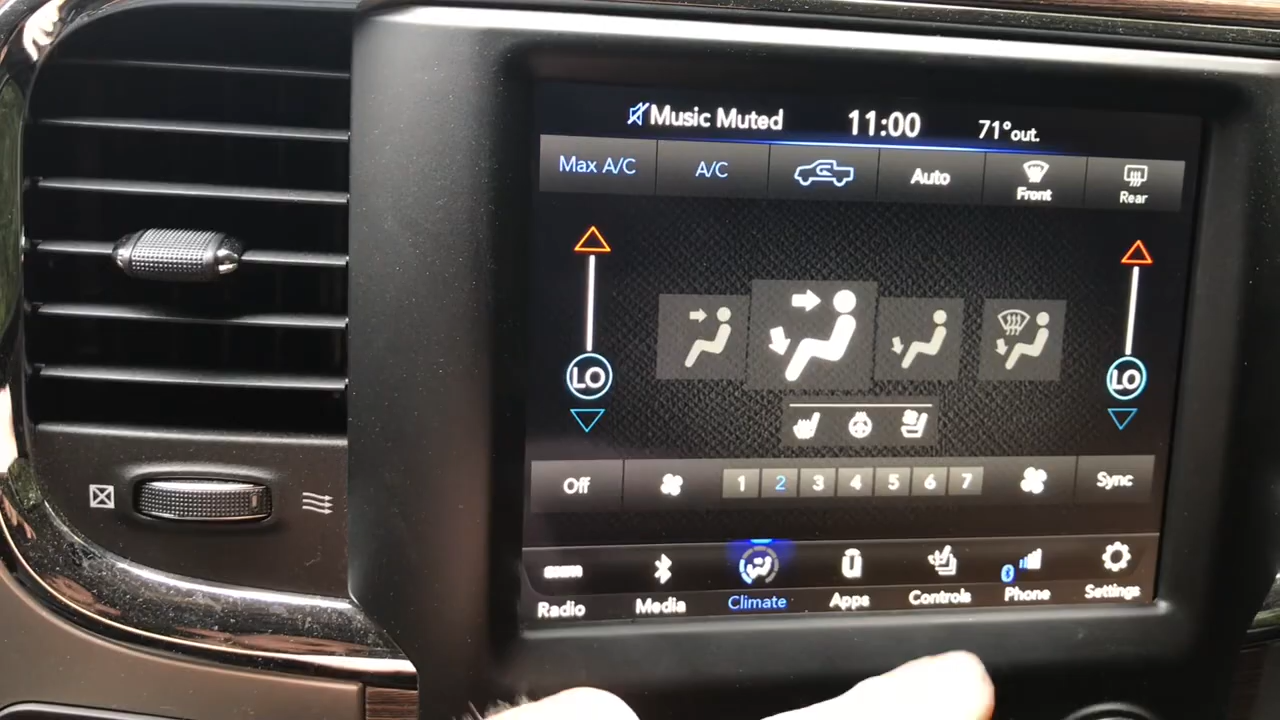 Music Muted 11:00 71°out.
Max A/C A/C Auto Front Rear
LO LO
Off 1 2 3 4 5 6 7 Sync
Radio Media Climate Apps Controls Phone Settings